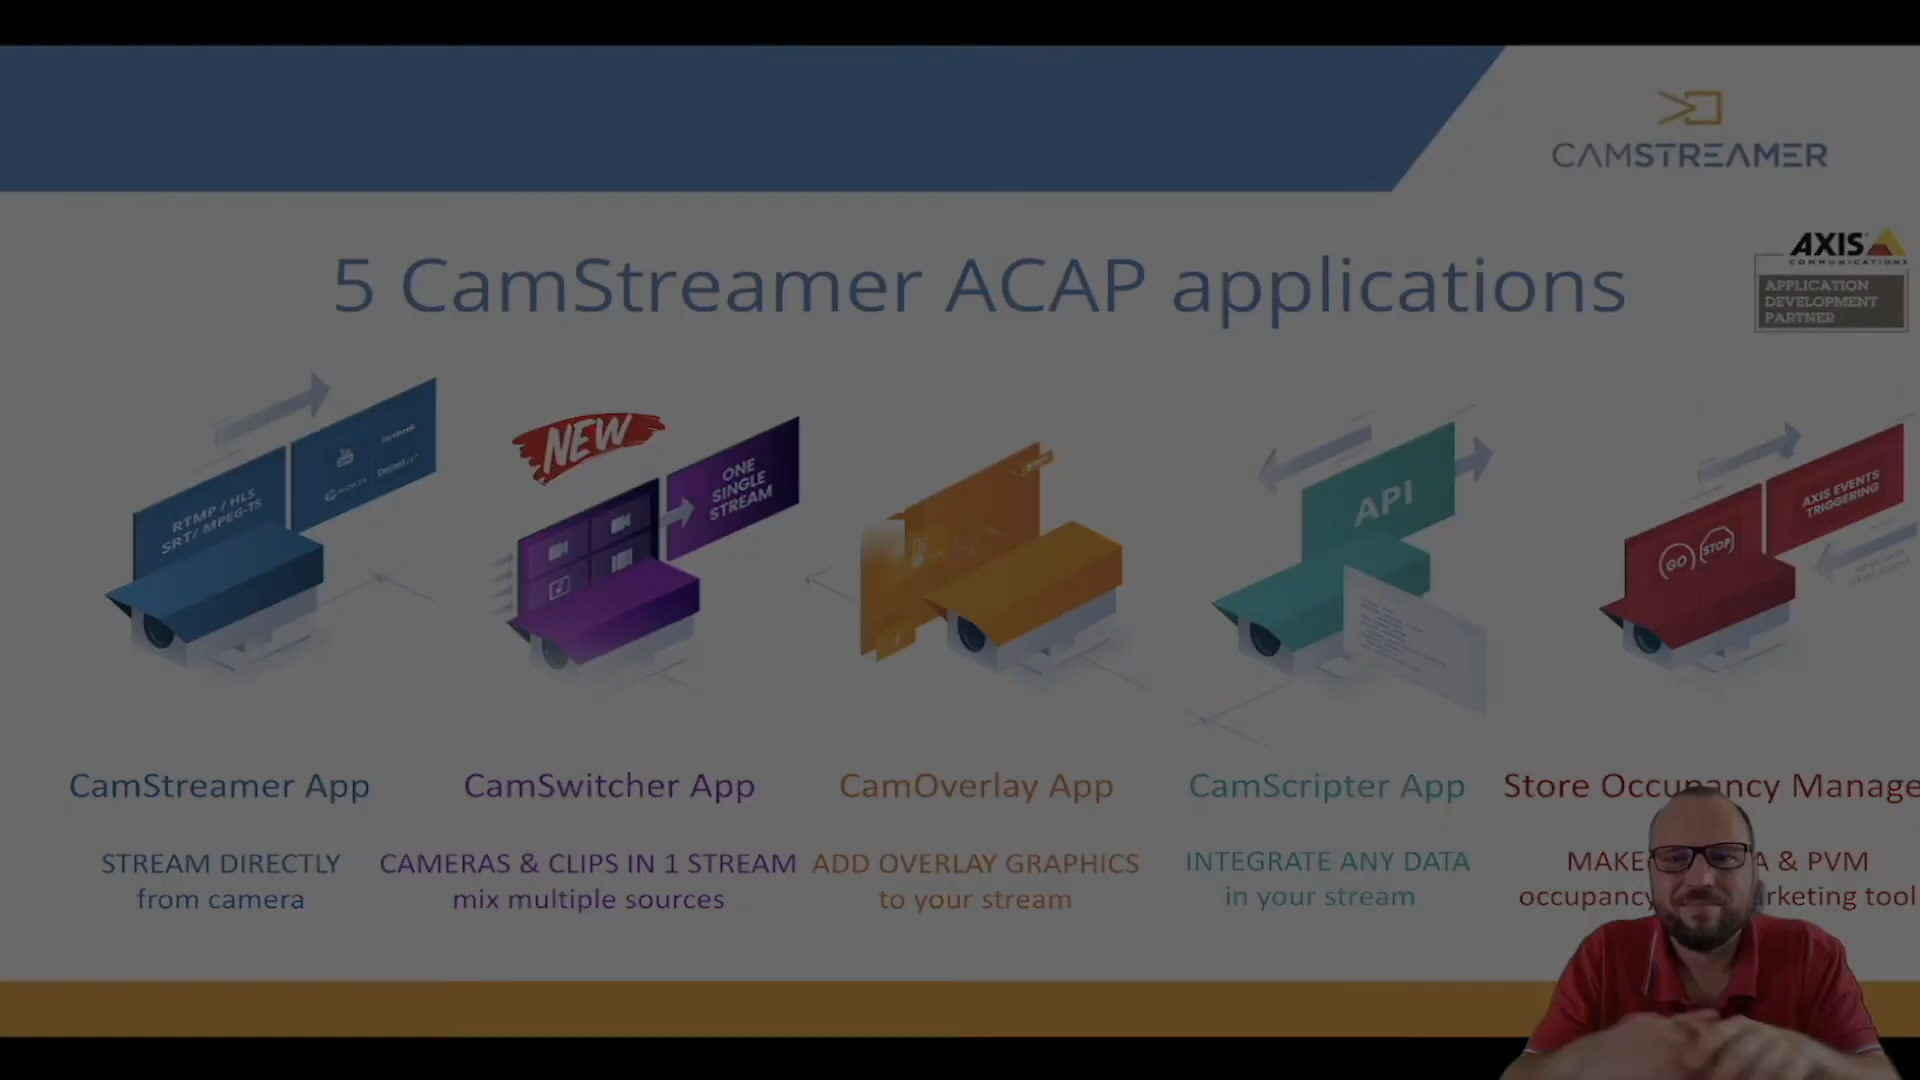 CAMSTREAMER
5 CamStreamer ACAP applications
AXIS
COMMUNICATIONS
APPLICATION
DEVELOPMENT
PARTNER
RTMP / HLS
SRT/ MPEG-TS
facebook
NEW
ONE
SINGLE
STREAM
API
GO STOP
AXIS EVENTS
TRIGGERING
CamStreamer App
STREAM DIRECTLY
from camera
CamSwitcher App
CAMERAS & CLIPS IN 1 STREAM
mix multiple sources
CamOverlay App
ADD OVERLAY GRAPHICS
to your stream
CamScripter App
INTEGRATE ANY DATA
in your stream
Store Occupancy Manage
MAKE & PVM
occupancy tool